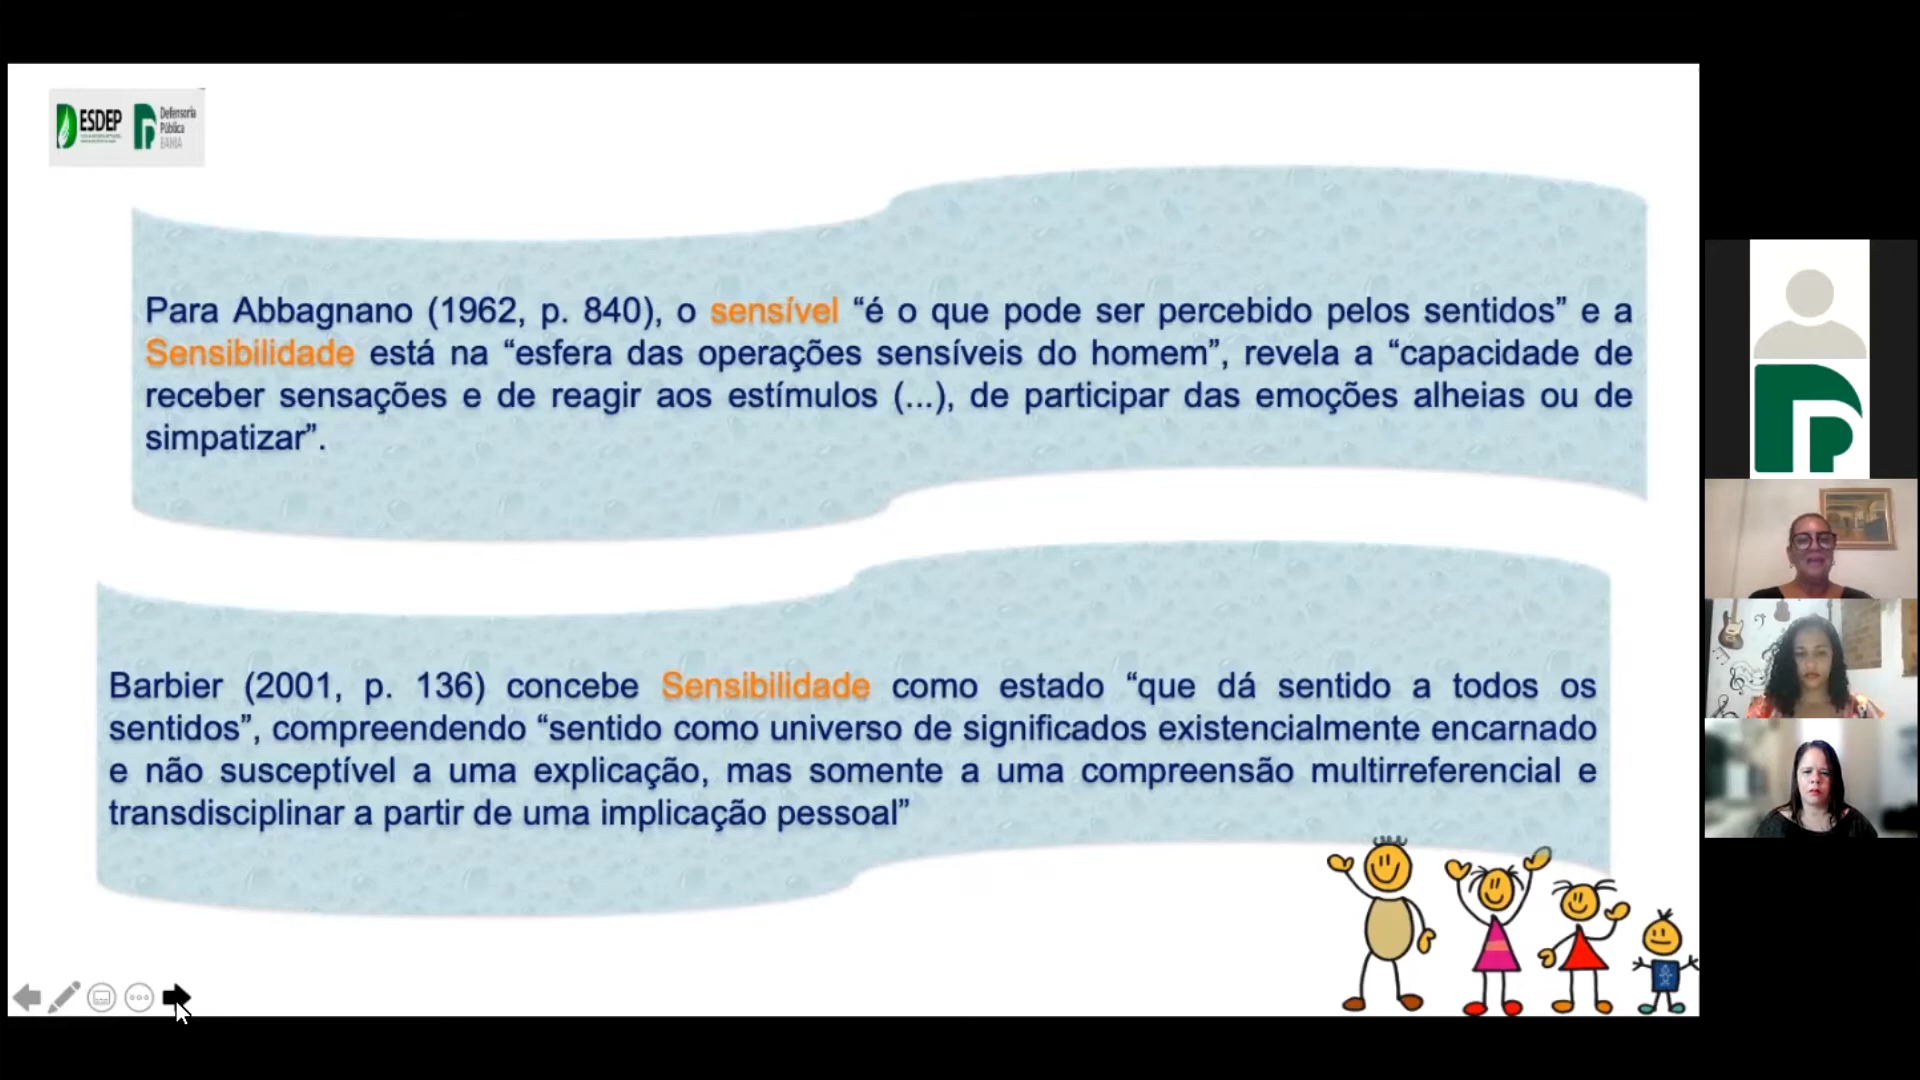 ESDEP
Defensoria
Pública
BAHIA
Para Abbagnano (1962, p. 840), o sensível “é o que pode ser percebido pelos sentidos” e a
Sensibilidade está na “esfera das operações sensíveis do homem”, revela a “capacidade de
receber sensações e de reagir aos estímulos (...), de participar das emoções alheias ou de
simpatizar”.
Barbier (2001, p. 136) concebe Sensibilidade como estado “que dá sentido a todos os
sentidos”, compreendendo “sentido como universo de significados existencialmente encarnado
e não susceptível a uma explicação, mas somente a uma compreensão multirreferencial e
transdisciplinar a partir de uma implicação pessoal”